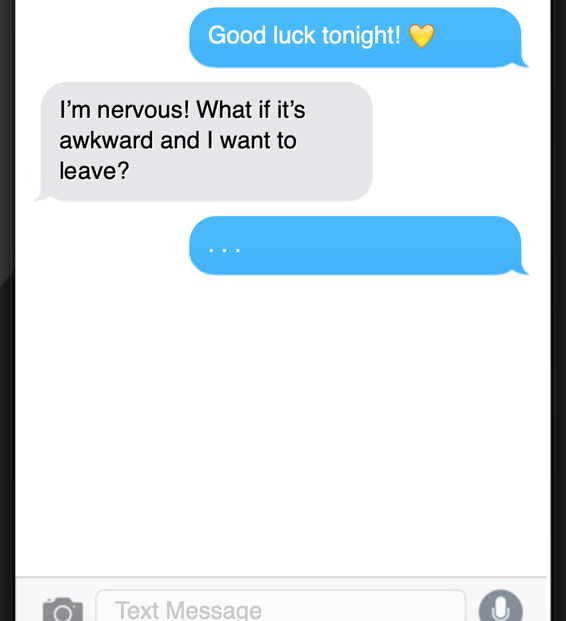 Good luck tonight! 💛
I’m nervous! What if it’s
awkward and I want to
leave?
. . .
Text Message